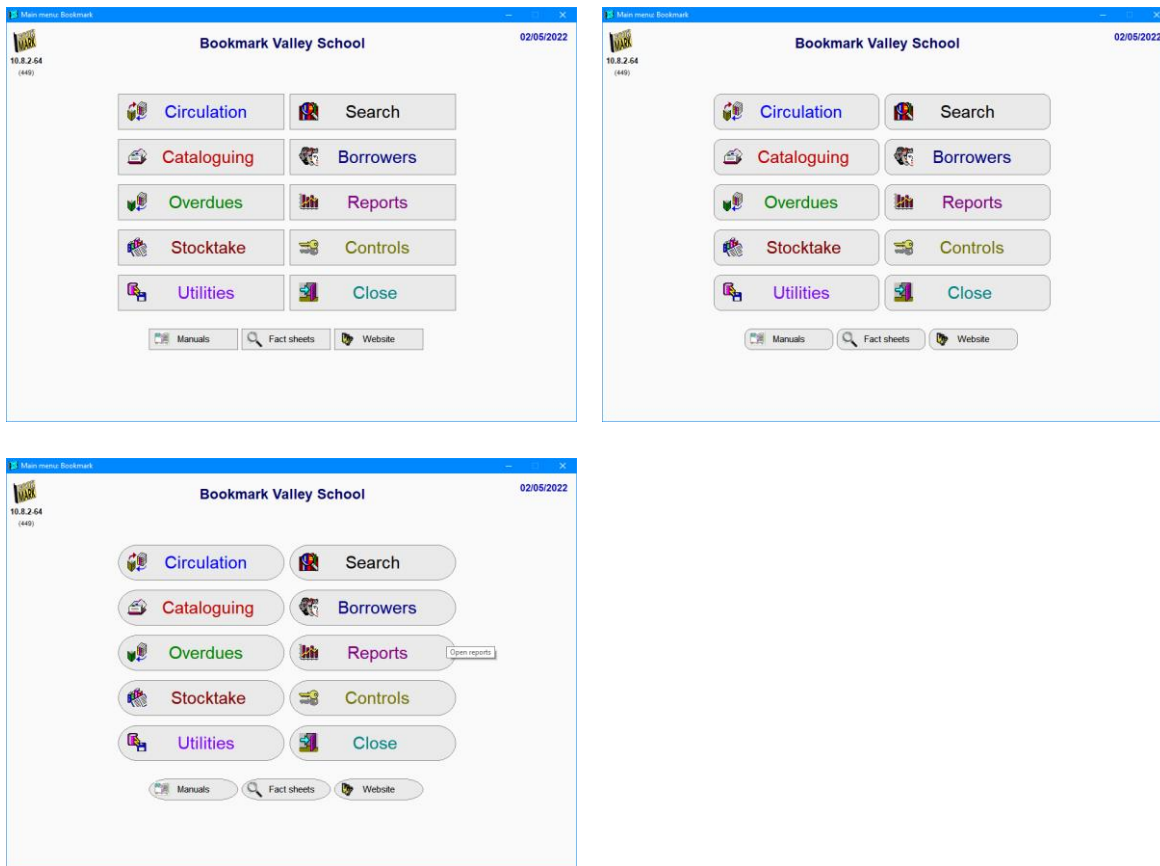 Main menu: Bookmark
MARK
10.8.2-64
(449)
Bookmark Valley School
02/05/2022
Circulation Search
Cataloguing Borrowers
Overdues Reports
Stocktake Controls
Utilities Close
Manuals Fact sheets Website
Main menu: Bookmark
MARK
10.8.2-64
(449)
Bookmark Valley School
02/05/2022
Circulation Search
Cataloguing Borrowers
Overdues Reports
Stocktake Controls
Utilities Close
Manuals Fact sheets Website
Main menu: Bookmark
MARK
10.8.2-64
(449)
Bookmark Valley School
02/05/2022
Circulation Search
Cataloguing Borrowers
Overdues Reports Open reports
Stocktake Controls
Utilities Close
Manuals Fact sheets Website